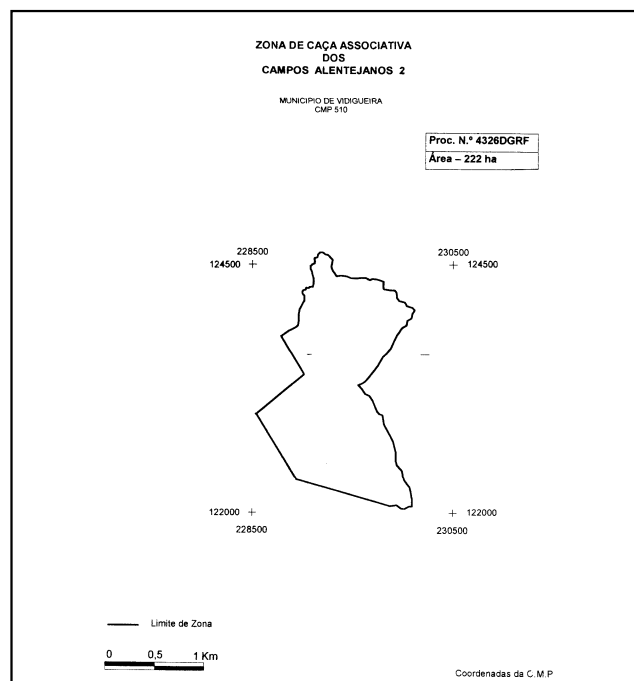 ZONA DE CAÇA ASSOCIATIVA
DOS
CAMPOS ALENTEJANOS 2
MUNICIPIO DE VIDIGUEIRA
CMP 510
Proc. N.º 4326DGRF
Área – 222 ha
228500
230500
124500
124500
122000
122000
228500
230500
Limite de Zona
0 0,5 1 Km
Coordenadas da C.M.P